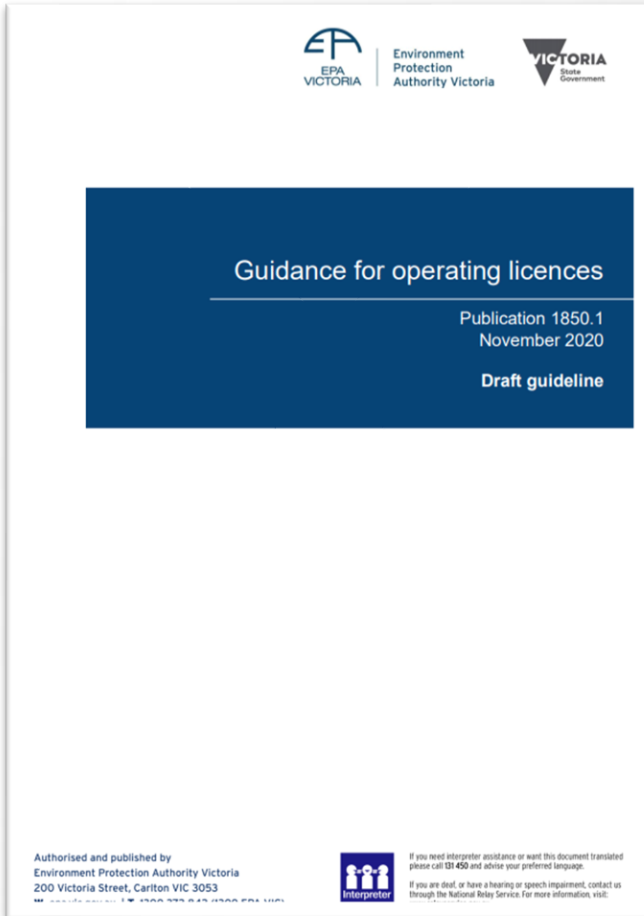 EPA
VICTORIA
Environment
Protection
Authority Victoria
VICTORIA
State
Government
Guidance for operating licences
Publication 1850.1
November 2020
Draft guideline
Authorised and published by
Environment Protection Authority Victoria
200 Victoria Street, Carlton VIC 3053
Interpreter
If you need interpreter assistance or want this document translated
please call 131 450 and advise your preferred language.
If you are deaf, or have a hearing or speech impairment, contact us
through the National Relay Service. For more information, visit: